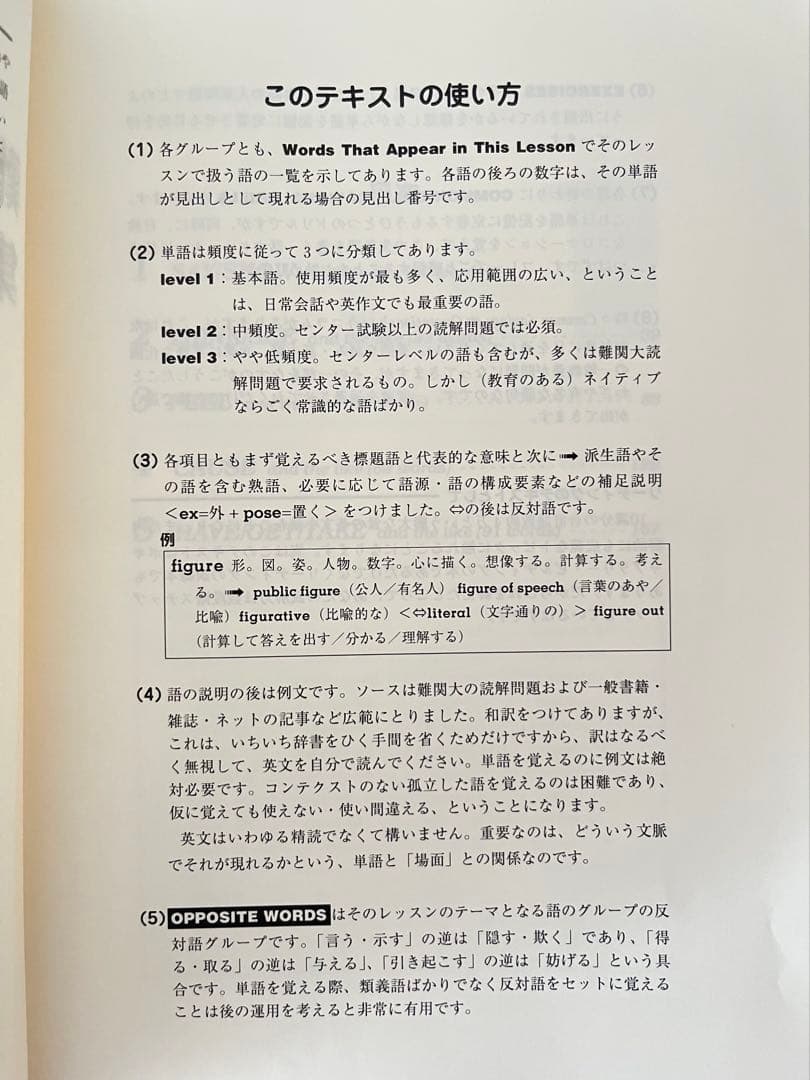 このテキストの使い方
(1) 各グループとも、Words That Appear in This Lesson でそのレッ
スンで扱う語の一覧を示してあります。各語の後ろの数字は、その単語
が見出しとして現れる場合の見出し番号です。
(2) 単語は頻度に従って3つに分類してあります。
level 1：基本語。使用頻度が最も多く、応用範囲の広い、ということ
は、日常会話や英作文でも最重要の語。
level 2：中頻度。センター試験以上の読解問題では必須。
level 3：やや低頻度。センターレベルの語も含むが、多くは難関大読
解問題で要求されるもの。しかし（教育のある）ネイティブ
ならごく常識的な語ばかり。
(3) 各項目ともまず覚えるべき標題語と代表的な意味と次に➠ 派生語やそ
の語を含む熟語、必要に応じて語源・語の構成要素などの補足説明
＜ex=外＋pose=置く＞をつけました。⇔の後は反対語です。
例
figure 形。図。姿。人物。数字。心に描く。想像する。計算する。考え
る。➠ public figure（公人／有名人）figure of speech（言葉のあや／
比喩）figurative（比喩的な）＜⇔literal（文字通りの）＞ figure out
（計算して答えを出す／分かる／理解する）
(4) 語の説明の後は例文です。ソースは難関大の読解問題および一般書籍・
雑誌・ネットの記事など広範にとりました。和訳をつけてありますが、
これは、いちいち辞書をひく手間を省くためだけですから、訳はなるべ
く無視して、英文を自分で読んでください。単語を覚えるのに例文は絶
対必要です。コンテクストのない孤立した語を覚えるのは困難であり、
仮に覚えても使えない・使い間違える、ということになります。
英文はいわゆる精読でなくて構いません。重要なのは、どういう文脈
でそれが現れるかという、単語と「場面」との関係なのです。
(5) OPPOSITE WORDS はそのレッスンのテーマとなる語のグループの反
対語グループです。「言う・示す」の逆は「隠す・欺く」であり、「得
る・取る」の逆は「与える」、「引き起こす」の逆は「妨げる」という具
合です。単語を覚える際、類義語ばかりでなく反対語をセットに覚える
ことは後の運用を考えると非常に有用です。